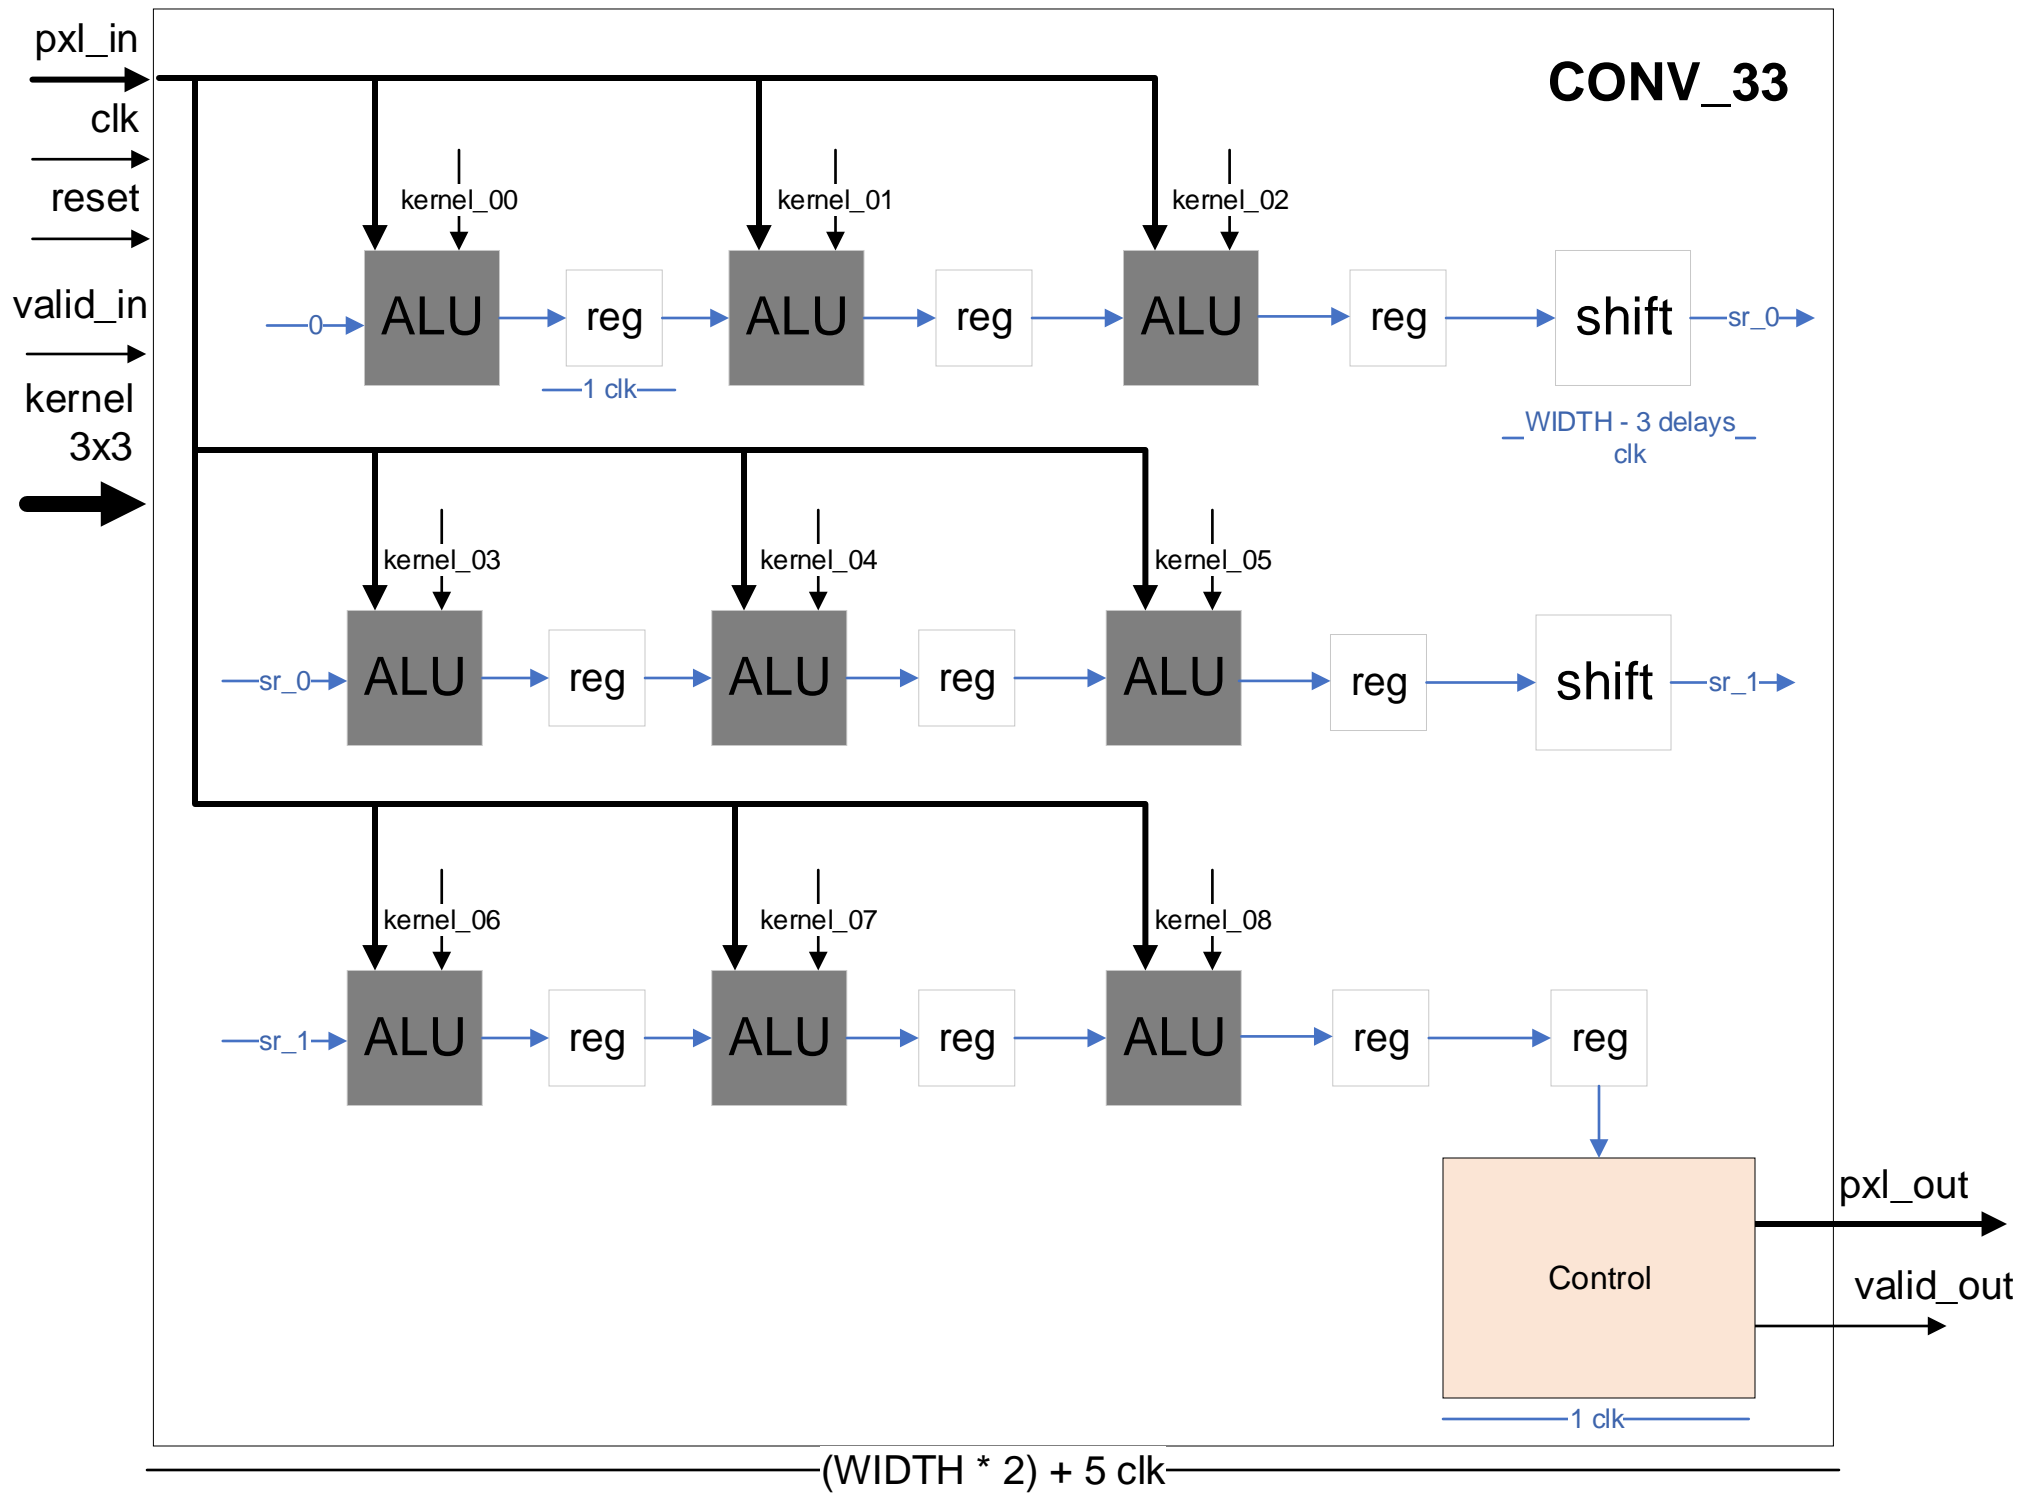 pxl_in
clk
reset
valid_in
kernel
3x3
CONV_33
kernel_00
kernel_01
kernel_02
0
ALU
reg
ALU
reg
ALU
reg
shift
sr_0
1 clk
WIDTH - 3 delays
clk
kernel_03
kernel_04
kernel_05
sr_0
ALU
reg
ALU
reg
ALU
reg
shift
sr_1
kernel_06
kernel_07
kernel_08
sr_1
ALU
reg
ALU
reg
ALU
reg
reg
Control
pxl_out
valid_out
1 clk
(WIDTH * 2) + 5 clk